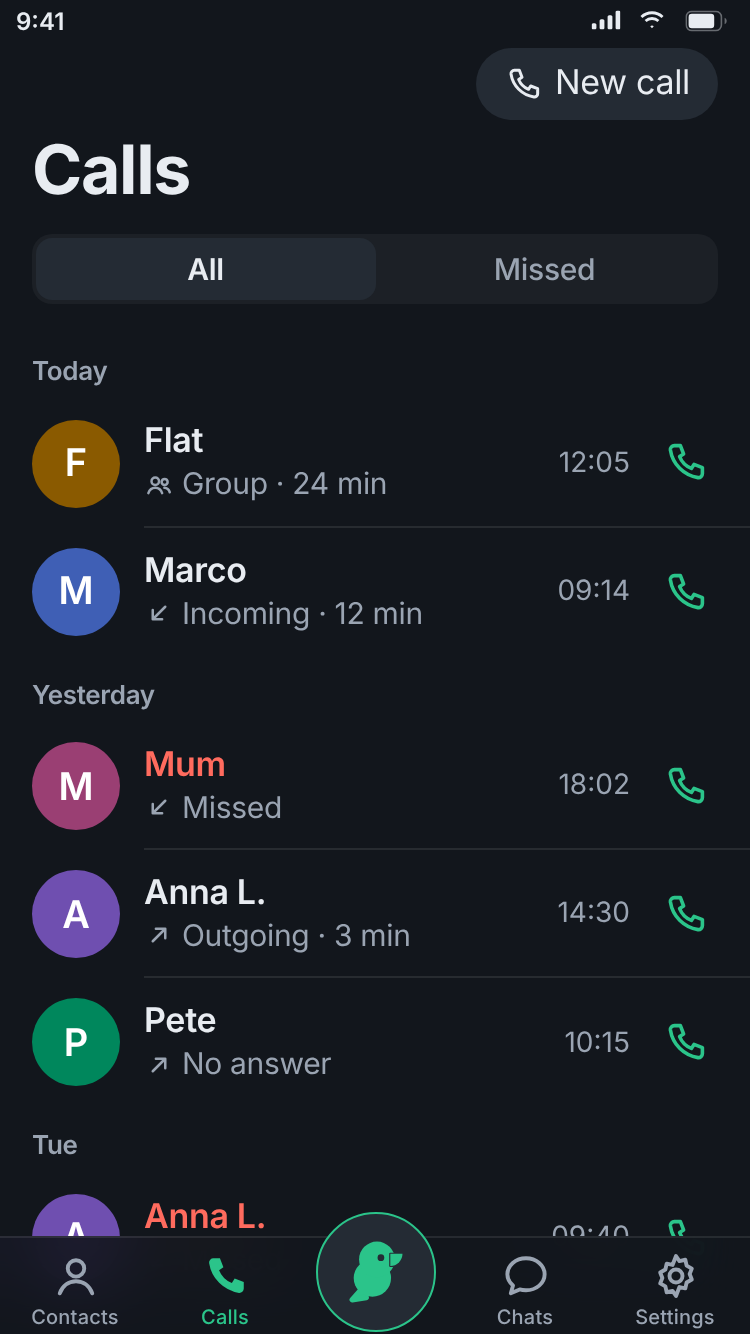 9:41
New call
Calls
All
Missed
Today
F
Flat
Group · 24 min
12:05
M
Marco
Incoming · 12 min
09:14
Yesterday
M
Mum
Missed
18:02
A
Anna L.
Outgoing · 3 min
14:30
P
Pete
No answer
10:15
Tue
A
Anna L.
09:40
Contacts
Calls
Chats
Settings